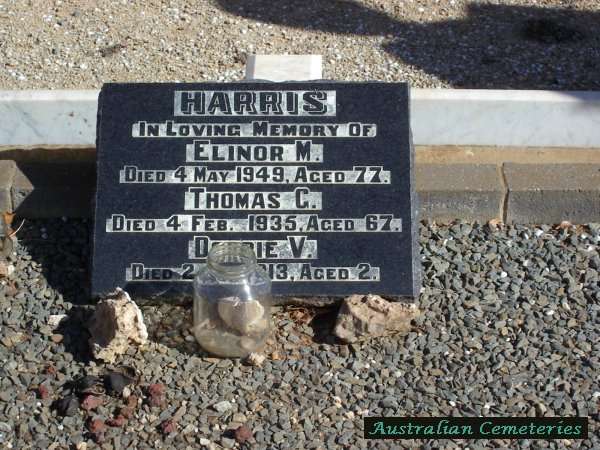 HARRIS
IN LOVING MEMORY OF
ELINOR M.
DIED 4 MAY 1949, AGED 77.
THOMAS G.
DIED 4 FEB. 1935, AGED 67.
V.
DIED 2 13, AGED 2.
Australian Cemeteries